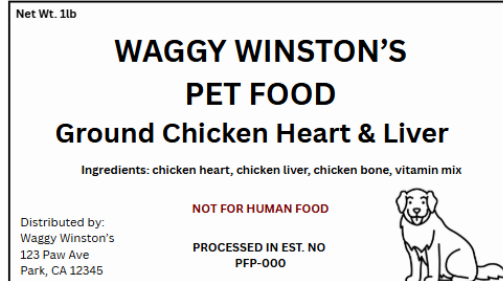 Net Wt. 1lb
WAGGY WINSTON’S
PET FOOD
Ground Chicken Heart & Liver
Ingredients: chicken heart, chicken liver, chicken bone, vitamin mix
NOT FOR HUMAN FOOD
Distributed by:
Waggy Winston’s
123 Paw Ave
Park, CA 12345
PROCESSED IN EST. NO
PFP-000